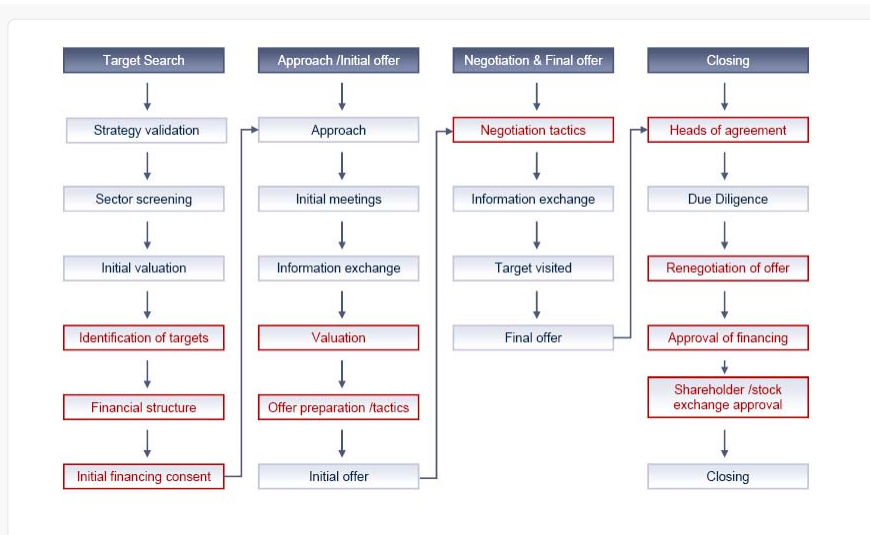 Target Search
Strategy validation
Sector screening
Initial valuation
Identification of targets
Financial structure
Initial financing consent
Approach /Initial offer
Approach
Initial meetings
Information exchange
Valuation
Offer preparation /tactics
Initial offer
Negotiation & Final offer
Negotiation tactics
Information exchange
Target visited
Final offer
Closing
Heads of agreement
Due Diligence
Renegotiation of offer
Approval of financing
Shareholder /stock
exchange approval
Closing